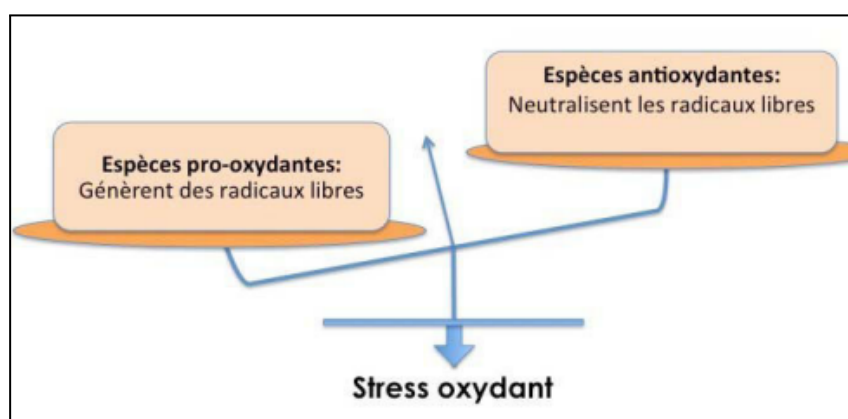 Espèces antioxydantes:
Neutralisent les radicaux libres
Espèces pro-oxydantes:
Génèrent des radicaux libres
Stress oxydant